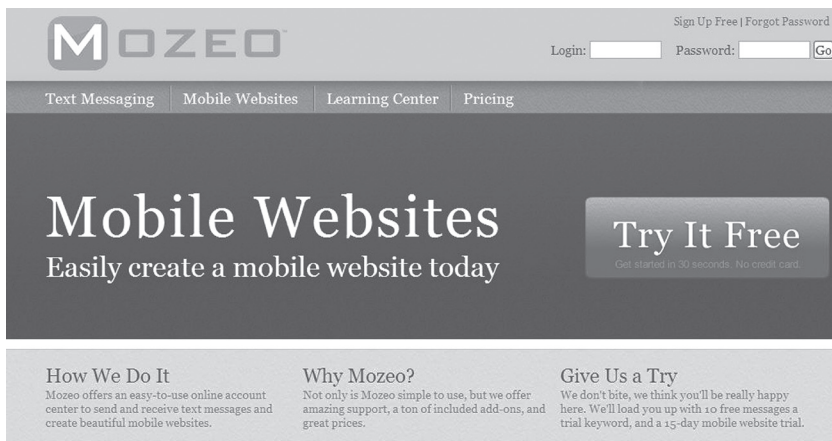 MOZEO™
Sign Up Free | Forgot Password
Login: Password: Go
Text Messaging Mobile Websites Learning Center Pricing
Mobile Websites
Easily create a mobile website today
Try It Free
Get started in 30 seconds. No credit card.
How We Do It
Mozeo offers an easy-to-use online account
center to send and receive text messages and
create beautiful mobile websites.
Why Mozeo?
Not only is Mozeo simple to use, but we offer
amazing support, a ton of included add-ons, and
great prices.
Give Us a Try
We don't bite, we think you'll be really happy
here. We'll load you up with 10 free messages a
trial keyword, and a 15-day mobile website trial.